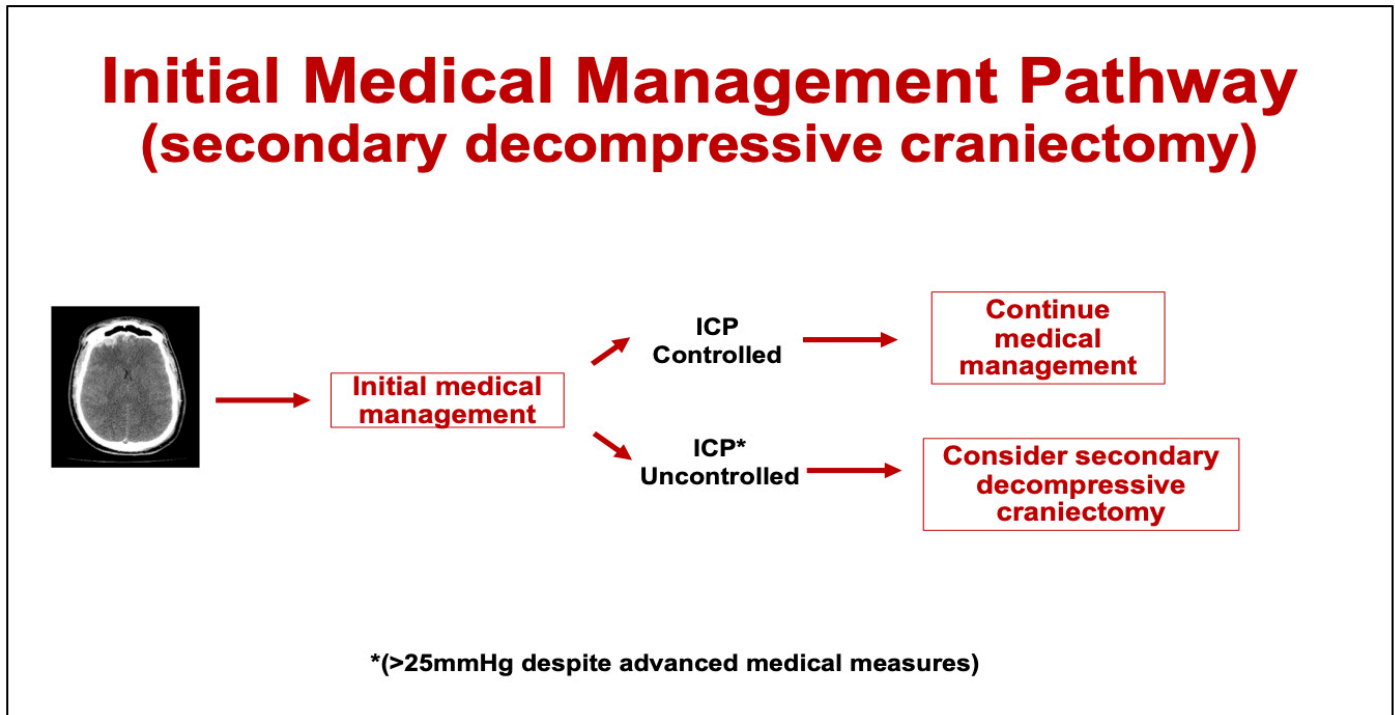 Initial Medical Management Pathway
(secondary decompressive craniectomy)
Initial medical
management
ICP
Controlled
Continue
medical
management
ICP*
Uncontrolled
Consider secondary
decompressive
craniectomy
*(>25mmHg despite advanced medical measures)